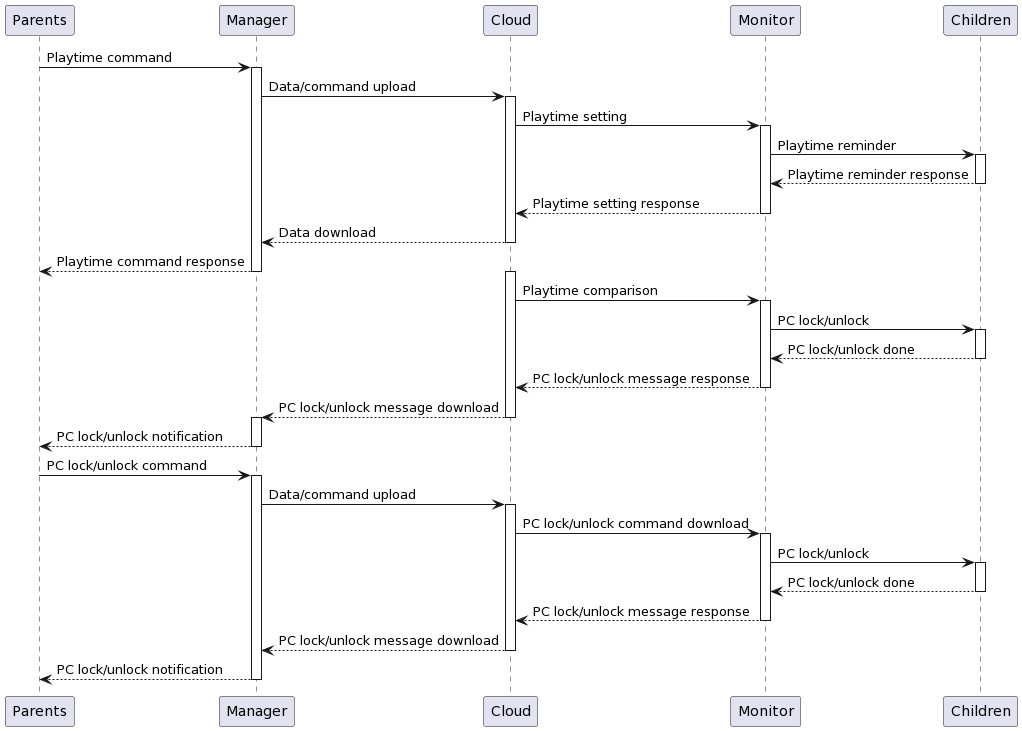 Parents Manager Cloud Monitor Children
Playtime command
Data/command upload
Playtime setting
Playtime reminder
Playtime reminder response
Playtime setting response
Data download
Playtime command response
Playtime comparison
PC lock/unlock
PC lock/unlock done
PC lock/unlock message response
PC lock/unlock message download
PC lock/unlock notification
PC lock/unlock command
Data/command upload
PC lock/unlock command download
PC lock/unlock
PC lock/unlock done
PC lock/unlock message response
PC lock/unlock message download
PC lock/unlock notification
Parents Manager Cloud Monitor Children